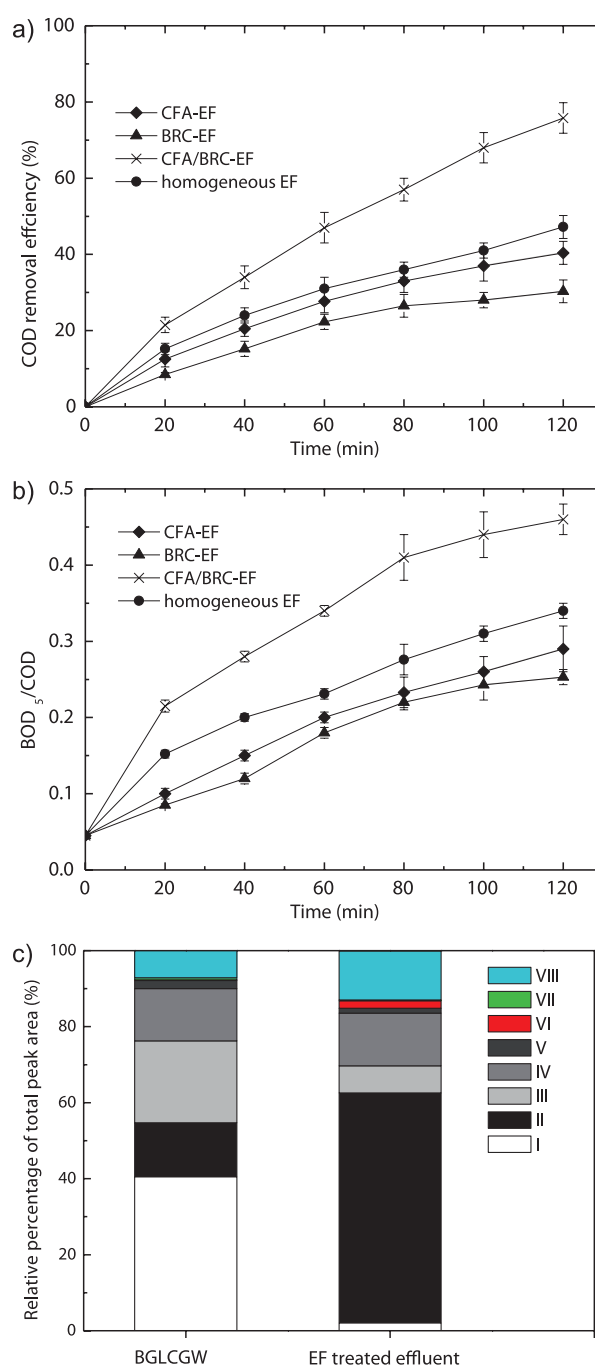 a)
100
80
60
40
20
0
COD removal effciency (%)
CFA-EF
BRC-EF
CFA/BRC-EF
homogeneous EF
0 20 40 60 80 100 120
Time (min)
b)
0.5
0.4
0.3
0.2
0.1
0.0
BOD5/COD
CFA-EF
BRC-EF
CFA/BRC-EF
homogeneous EF
0 20 40 60 80 100 120
Time (min)
c)
100
80
60
40
20
0
Relative percentage of total peak area (%)
VIII
VII
VI
V
IV
III
II
I
BGLCGW EF treated effluent